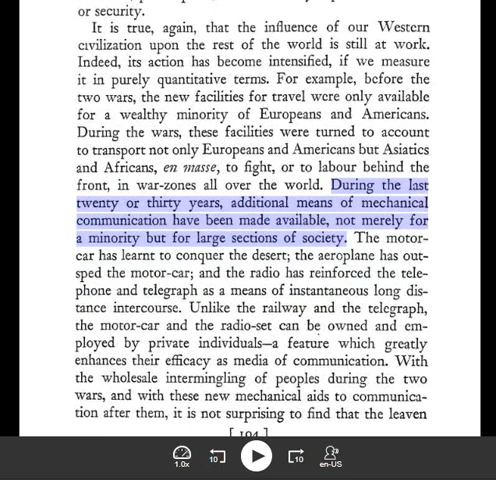 or security.
It is true, again, that the influence of our Western
civilization upon the rest of the world is still at work.
Indeed, its action has become intensified, if we measure
it in purely quantitative terms. For example, before the
two wars, the new facilities for travel were only available
for a wealthy minority of Europeans and Americans.
During the wars, these facilities were turned to account
to transport not only Europeans and Americans but Asiatics
and Africans, en masse, to fight, or to labour behind the
front, in war-zones all over the world. During the last
twenty or thirty years, additional means of mechanical
communication have been made available, not merely for
a minority but for large sections of society. The motor-
car has learnt to conquer the desert; the aeroplane has out-
sped the motor-car; and the radio has reinforced the tele-
phone and telegraph as a means of instantaneous long dis-
tance intercourse. Unlike the railway and the telegraph,
the motor-car and the radio-set can be owned and em-
ployed by private individuals—a feature which greatly
enhances their efficacy as media of communication. With
the wholesale intermingling of peoples during the two
wars, and with these new mechanical aids to communica-
tion after them, it is not surprising to find that the leaven
[ 194 ]
1.0x
10
10
en-US